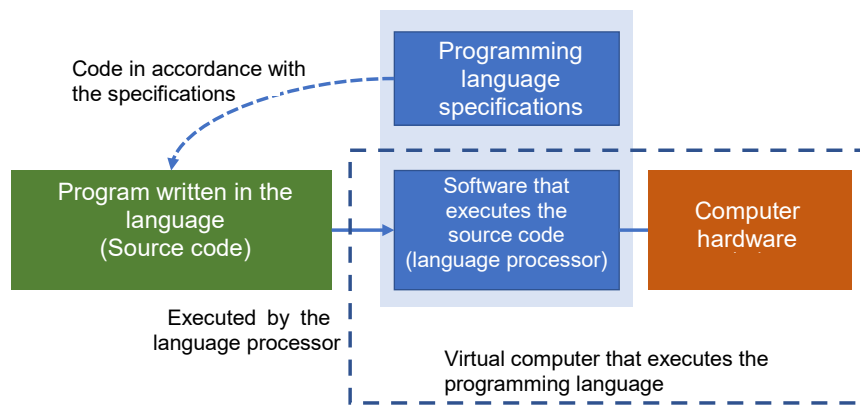 Programming
language
specifications
Code in accordance with
the specifications
Program written in the
language
(Source code)
Software that
executes the
source code
(language processor)
Computer
hardware
Executed by the
language processor
Virtual computer that executes the
programming language